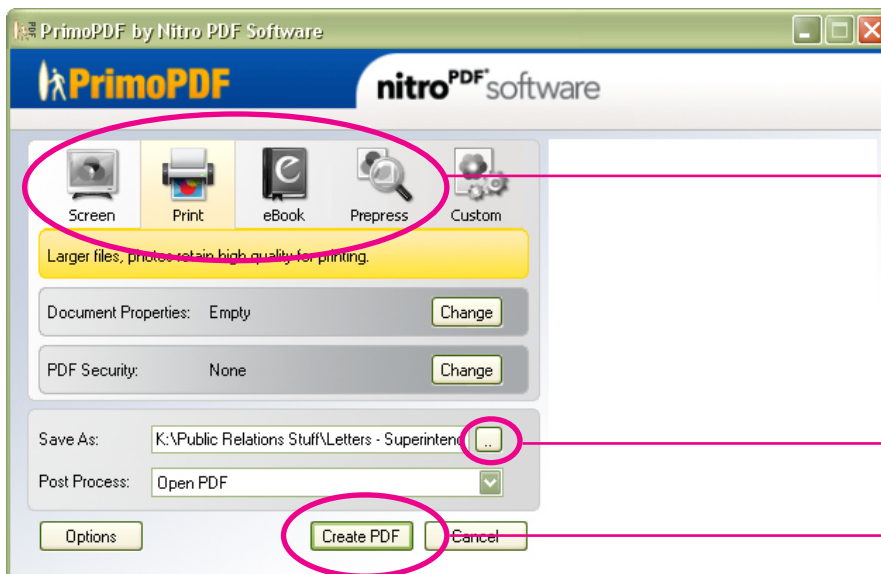 PrimoPDF by Nitro PDF Software
PrimoPDF nitroPDF® software
Screen Print eBook Prepress Custom
Larger files, photos retain high quality for printing.
Document Properties: Empty Change
PDF Security: None Change
Save As: K:\Public Relations Stuff\Letters - Superintend ..
Post Process: Open PDF
Options Create PDF Cancel